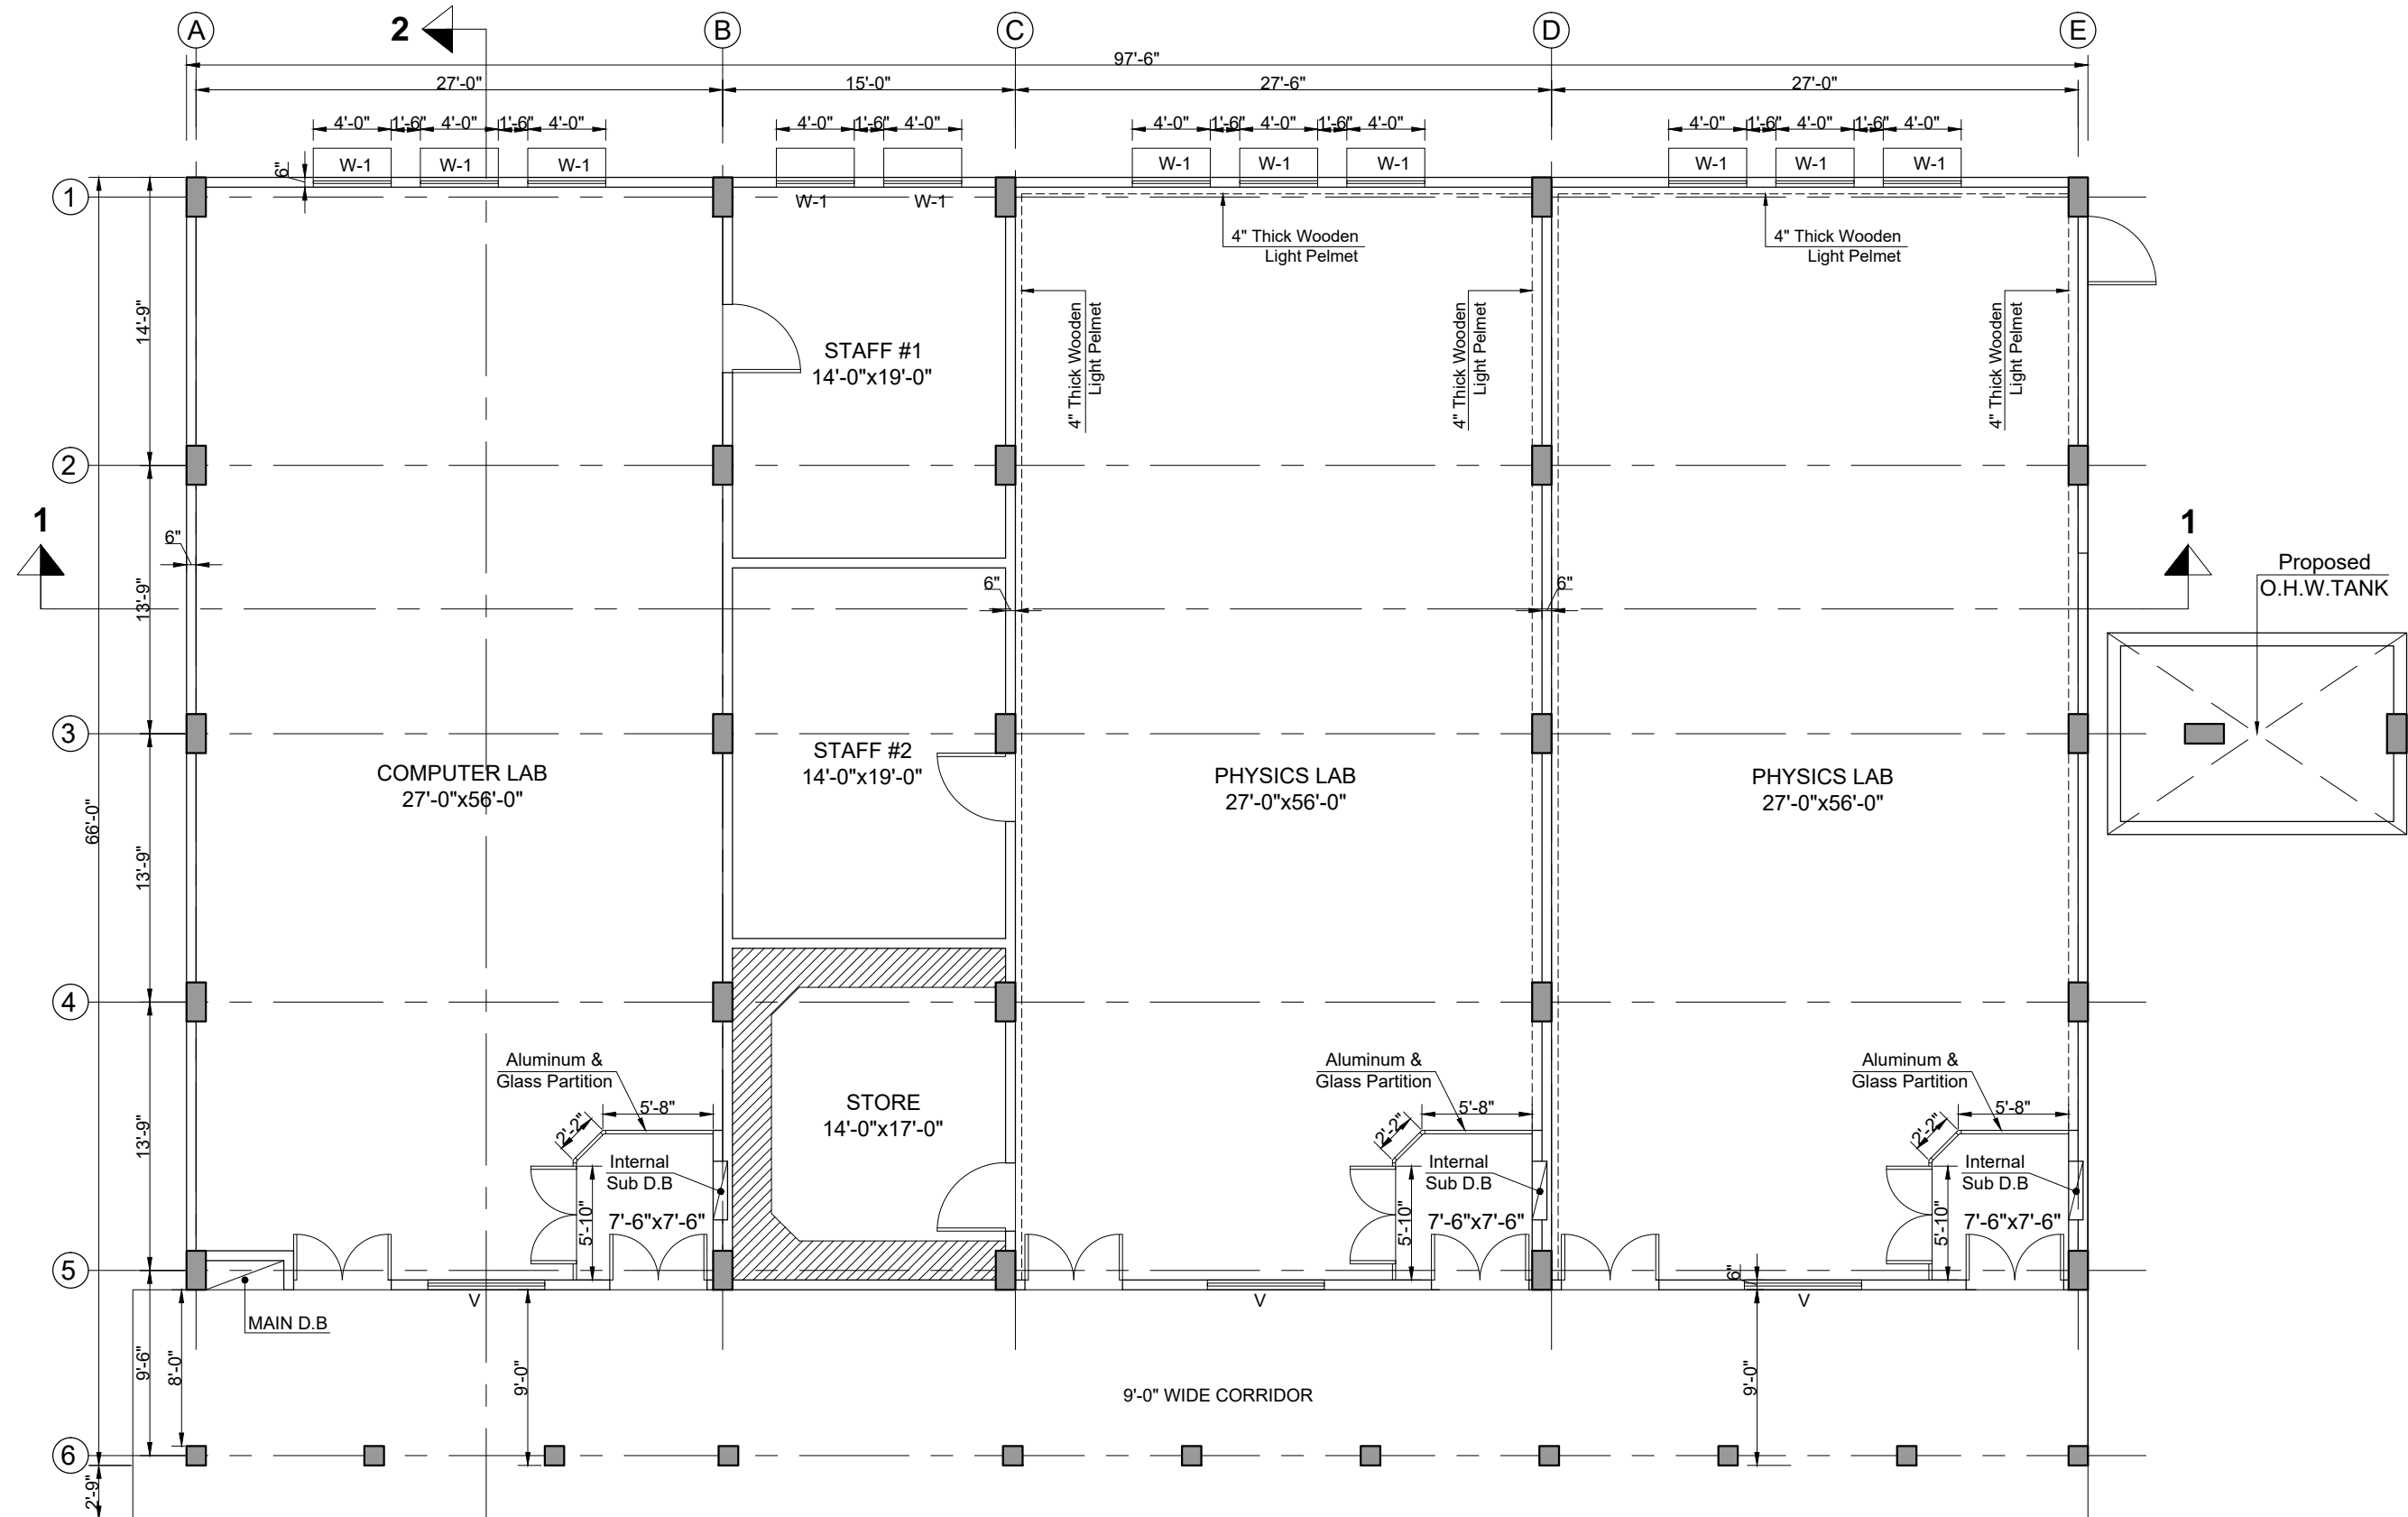 A
2
B
C
D
E
97'-6"
27'-0"
15'-0"
27'-6"
27'-0"
4'-0" 1'-6" 4'-0" 1'-6" 4'-0"
4'-0" 1'-6" 4'-0"
4'-0" 1'-6" 4'-0" 1'-6" 4'-0"
4'-0" 1'-6" 4'-0" 1'-6" 4'-0"
6"
W-1
W-1
W-1
W-1
W-1
W-1
W-1
W-1
W-1
W-1
W-1
1
4" Thick Wooden
Light Pelmet
4" Thick Wooden
Light Pelmet
4" Thick Wooden
Light Pelmet
4" Thick Wooden
Light Pelmet
4" Thick Wooden
Light Pelmet
14'-9"
STAFF #1
14'-0"x19'-0"
2
1
1
6"
6"
6"
Proposed
O.H.W.TANK
13'-9"
3
STAFF #2
14'-0"x19'-0"
COMPUTER LAB
27'-0"x56'-0"
PHYSICS LAB
27'-0"x56'-0"
PHYSICS LAB
27'-0"x56'-0"
66'-0"
13'-9"
4
Aluminum &
Glass Partition
Aluminum &
Glass Partition
Aluminum &
Glass Partition
STORE
14'-0"x17'-0"
13'-9"
2'-2"
5'-8"
2'-2"
5'-8"
2'-2"
5'-8"
Internal
Sub D.B
Internal
Sub D.B
Internal
Sub D.B
5'-10"
7'-6"x7'-6"
5'-10"
7'-6"x7'-6"
5'-10"
7'-6"x7'-6"
5
6"
V
V
V
MAIN D.B
9'-6"
8'-0"
9'-0"
9'-0" WIDE CORRIDOR
9'-0"
6
2'-9"